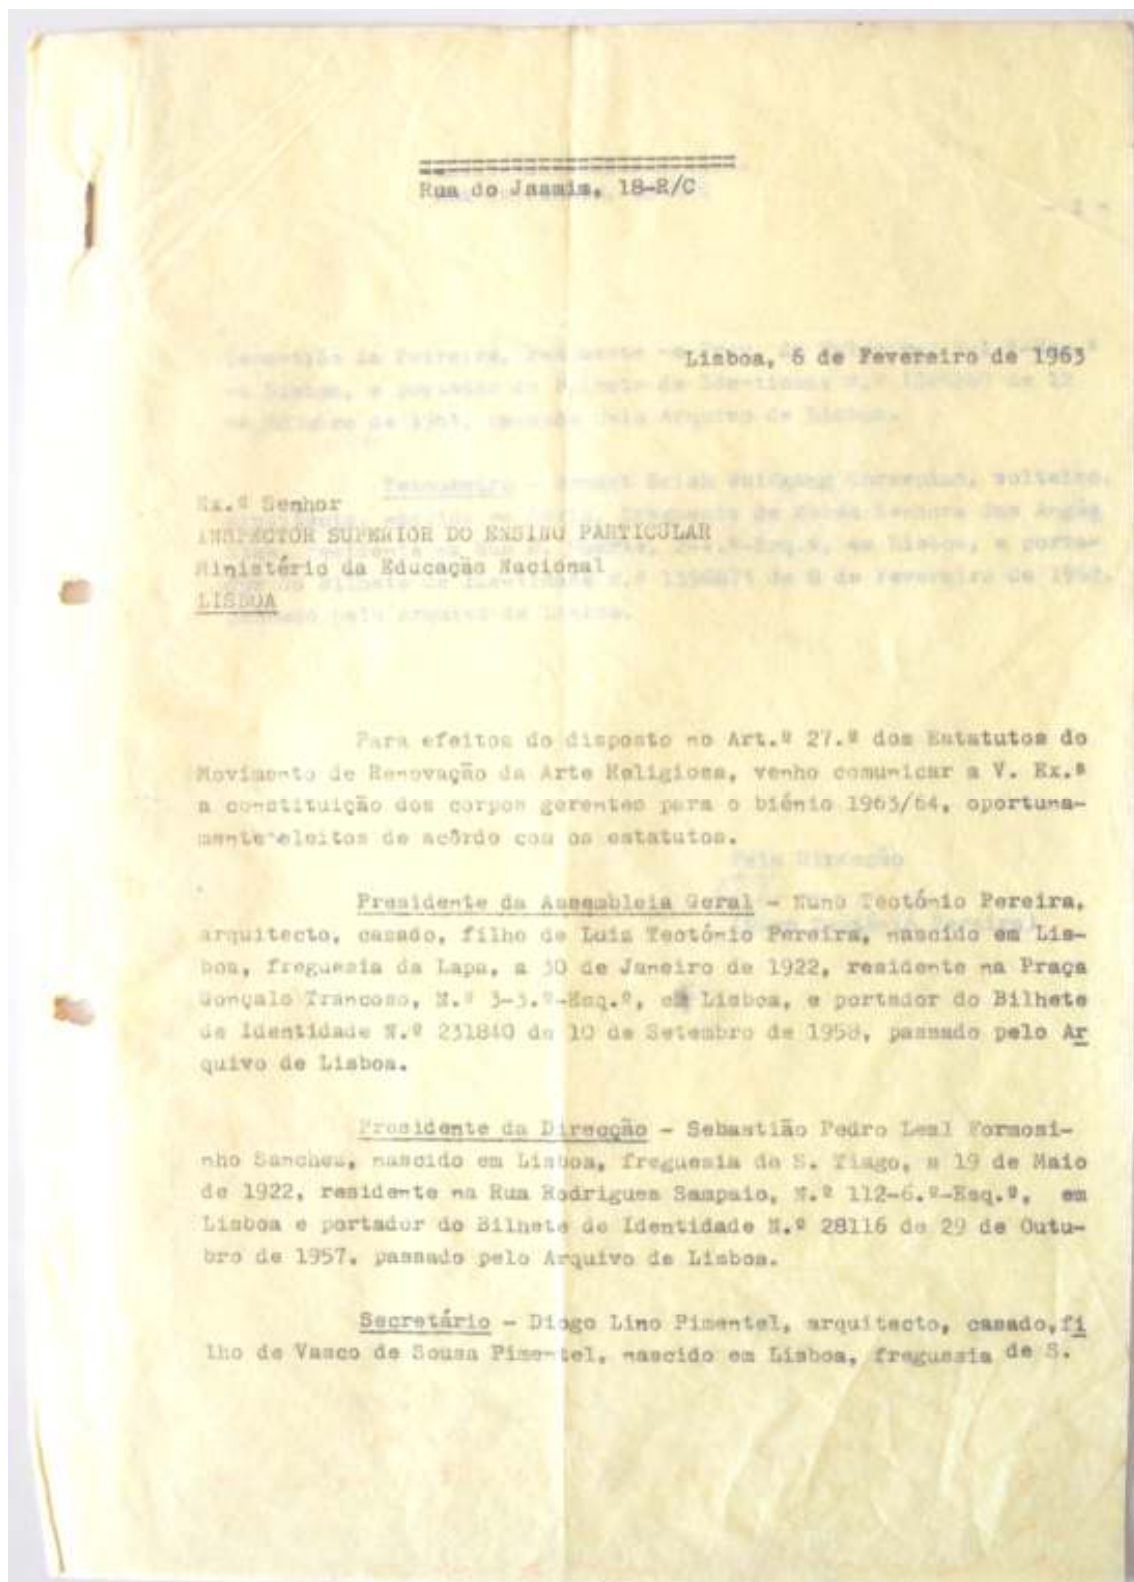 Rua do Jasmim, 18-R/C
Lisboa, 6 de Fevereiro de 1963
Ex.º Senhor
INSPECTOR SUPERIOR DO ENSINO PARTICULAR
Ministério da Educação Nacional
LISBOA
Para efeitos do disposto no Art.º 27.º dos Estatutos do
Movimento de Renovação da Arte Religiosa, venho comunicar a V. Ex.ª
a constituição dos corpos gerentes para o biénio 1963/64, oportuna-
mente eleitos de acôrdo com os estatutos.
Pela Direcção
Presidente da Assembleia Geral - Nuno Teotónio Pereira,
arquitecto, casado, filho de Luis Teotónio Pereira, nascido em Lis-
boa, freguesia da Lapa, a 30 de Janeiro de 1922, residente na Praça
Gonçalo Trancoso, N.º 3-3.º-Esq.º, em Lisboa, e portador do Bilhete
de Identidade N.º 231840 de 10 de Setembro de 1958, passado pelo Ar
quivo de Lisboa.
Presidente da Direcção - Sebastião Pedro Leal Formosi-
nho Sanches, nascido em Lisboa, freguesia de S. Tiago, a 19 de Maio
de 1922, residente na Rua Rodrigues Sampaio, N.º 112-6.º-Esq.º, em
Lisboa e portador do Bilhete de Identidade N.º 28116 de 29 de Outu-
bro de 1957, passado pelo Arquivo de Lisboa.
Secretário - Diogo Lino Pimentel, arquitecto, casado, fi
lho de Vasco de Sousa Pimentel, nascido em Lisboa, freguesia de S.